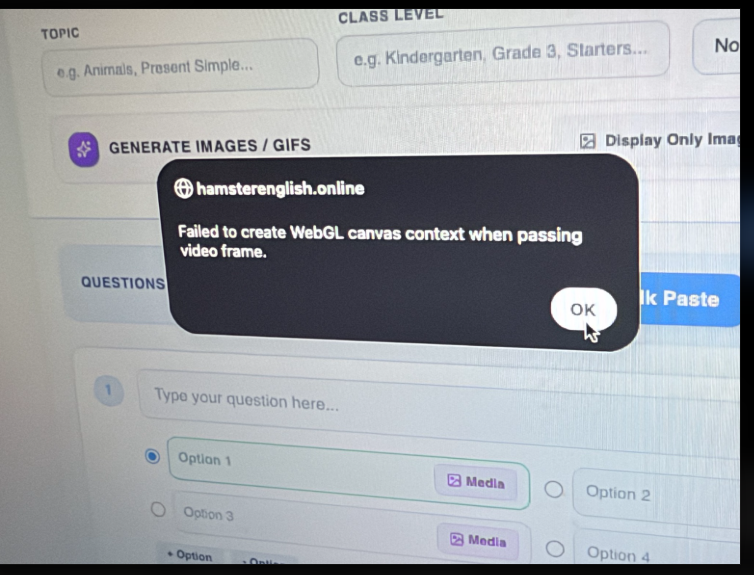 CLASS LEVEL
TOPIC
e.g. Animals, Present Simple...
e.g. Kindergarten, Grade 3, Starters...
No
GENERATE IMAGES / GIFS
Display Only Imag
hamsterenglish.online
Failed to create WebGL canvas context when passing
video frame.
OK
QUESTIONS
lk Paste
1
Type your question here...
Option 1
Media
Option 2
Option 3
Media
Option 4
+ Option